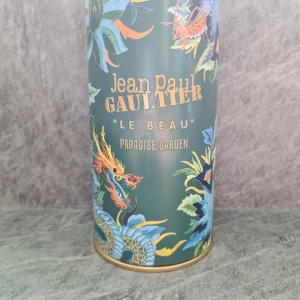 Jean Paul
GAULTIER
"LE BEAU"
PARADISE GARDEN